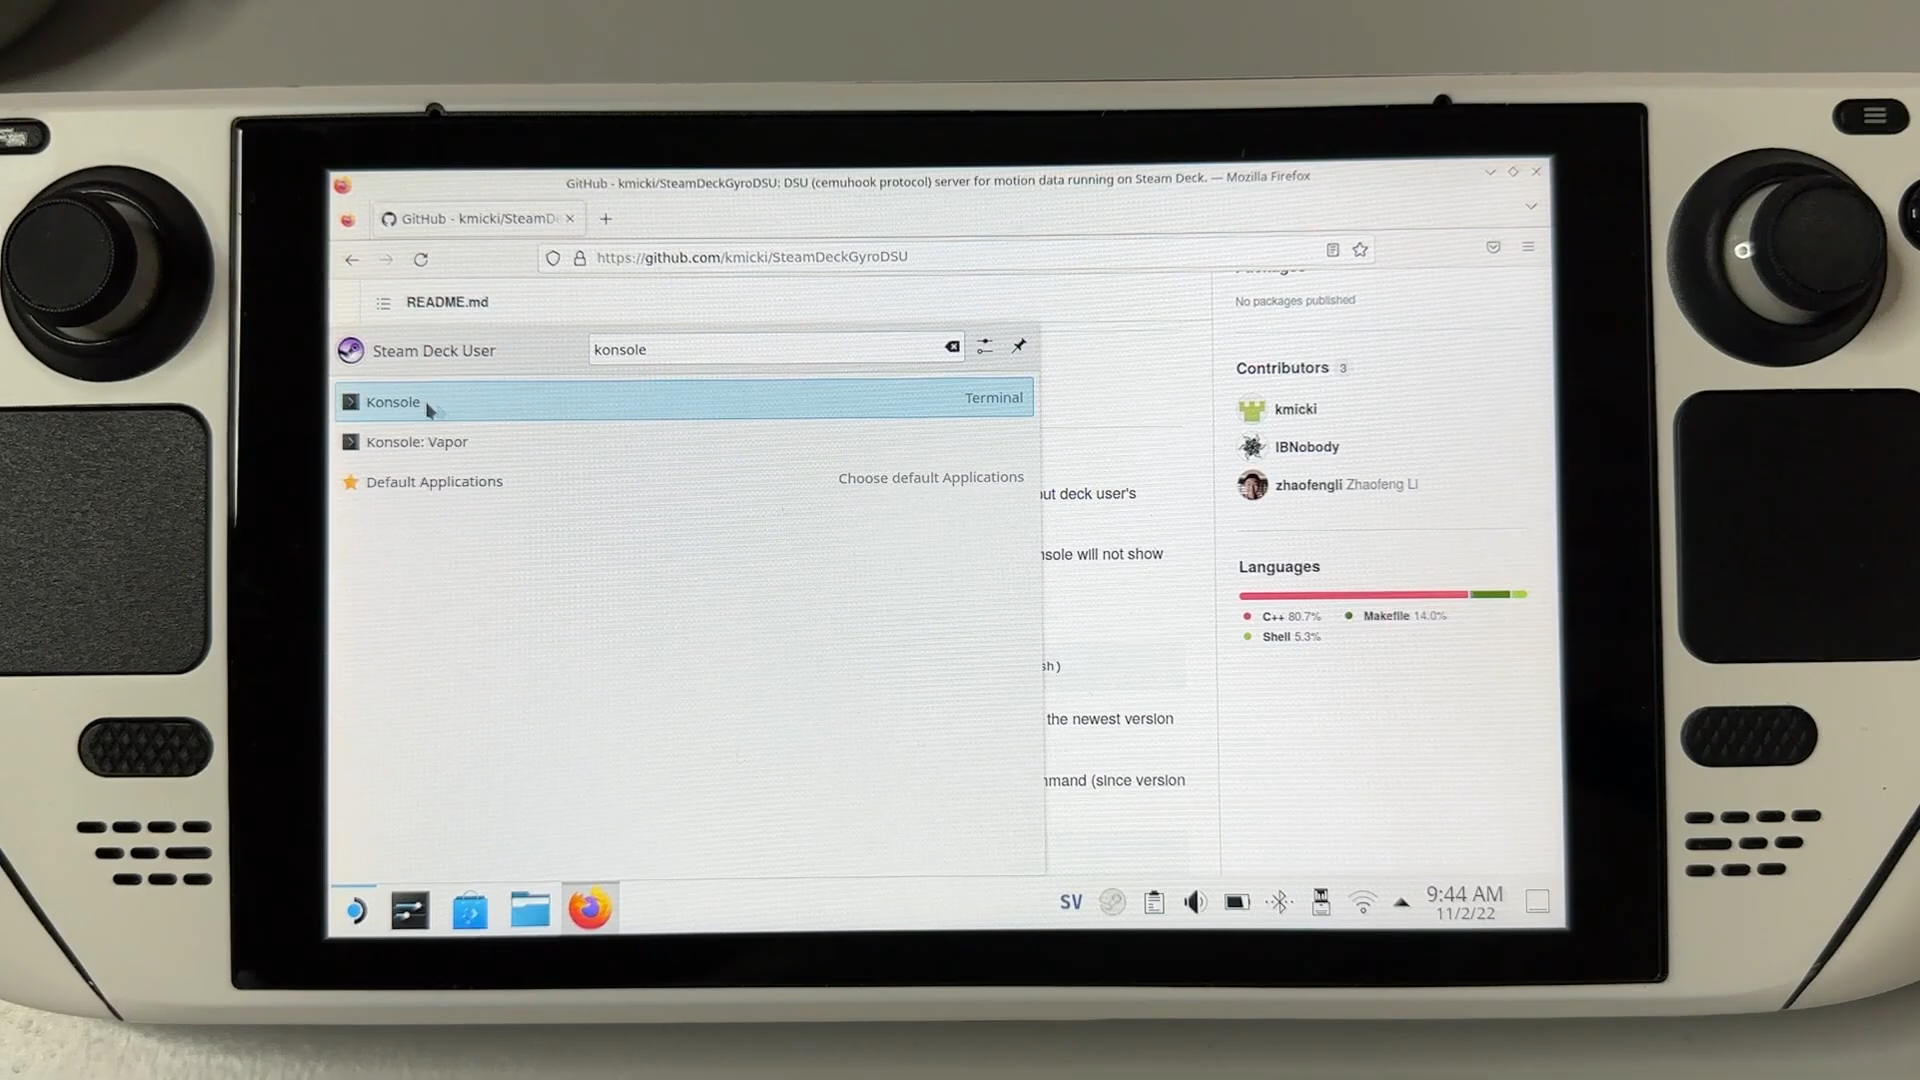 GitHub - kmicki/SteamDeckGyroDSU: DSU (cemuhook protocol) server for motion data running on Steam Deck. — Mozilla Firefox
GitHub - kmicki/SteamD
https://github.com/kmicki/SteamDeckGyroDSU
README.md
No packages published
Steam Deck User
konsole
Contributors 3
Konsole
Terminal
kmicki
Konsole: Vapor
IBNobody
Default Applications
Choose default Applications
zhaofengli Zhaofeng Li
ut deck user's
sole will not show
Languages
C++ 80.7%
Makefile 14.0%
Shell 5.3%
sh)
the newest version
mand (since version
SV
9:44 AM
11/2/22